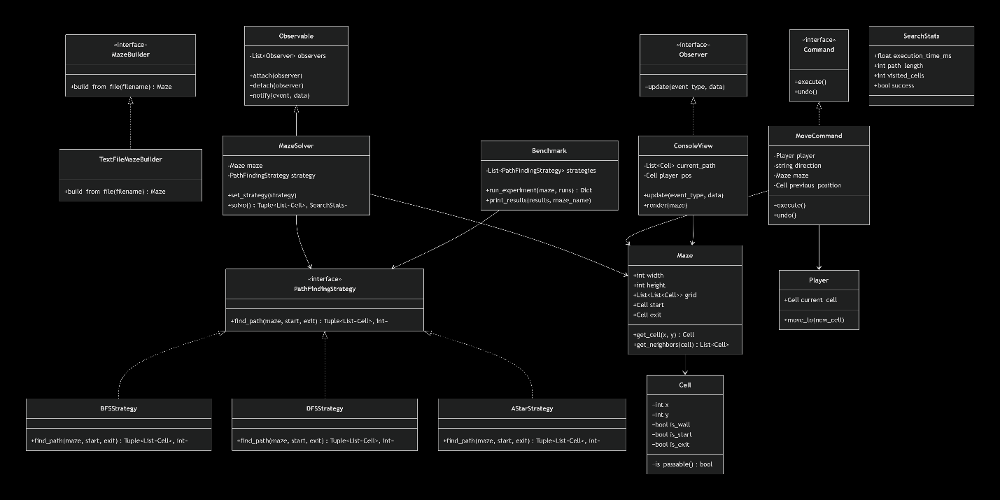 «interface»
MazeBuilder
+build_from_file(filename) : Maze
Observable
-List<Observer> observers
+attach(observer)
+detach(observer)
+notify(event, data)
«interface»
Observer
+update(event_type, data)
«interface»
Command
+execute()
+undo()
SearchStats
+float execution_time_ms
+int path_length
+int visited_cells
+bool success
TextFileMazeBuilder
+build_from_file(filename) : Maze
MazeSolver
-Maze maze
-PathFindingStrategy strategy
+set_strategy(strategy)
+solve() : Tuple<List~Cell>, SearchStats~
Benchmark
-List<PathFindingStrategy> strategies
+run_experiment(maze, runs) : Dict
+print_results(results, maze_name)
ConsoleView
-List<Cell> current_path
-Cell player_pos
+update(event_type, data)
+render(maze)
MoveCommand
-Player player
-string direction
-Maze maze
-Cell previous_position
+execute()
+undo()
«interface»
PathFindingStrategy
+find_path(maze, start, exit) : Tuple<List~Cell>, int~
Maze
+int width
+int height
+List<List<Cell>> grid
+Cell start
+Cell exit
+get_cell(x, y) : Cell
+get_neighbors(cell) : List<Cell>
Player
+Cell current_cell
+move_to(new_cell)
BFSStrategy
+find_path(maze, start, exit) : Tuple<List~Cell>, int~
DFSStrategy
+find_path(maze, start, exit) : Tuple<List~Cell>, int~
AStarStrategy
+find_path(maze, start, exit) : Tuple<List~Cell>, int~
Cell
+int x
+int y
+bool is_wall
+bool is_start
+bool is_exit
+is_passable() : bool